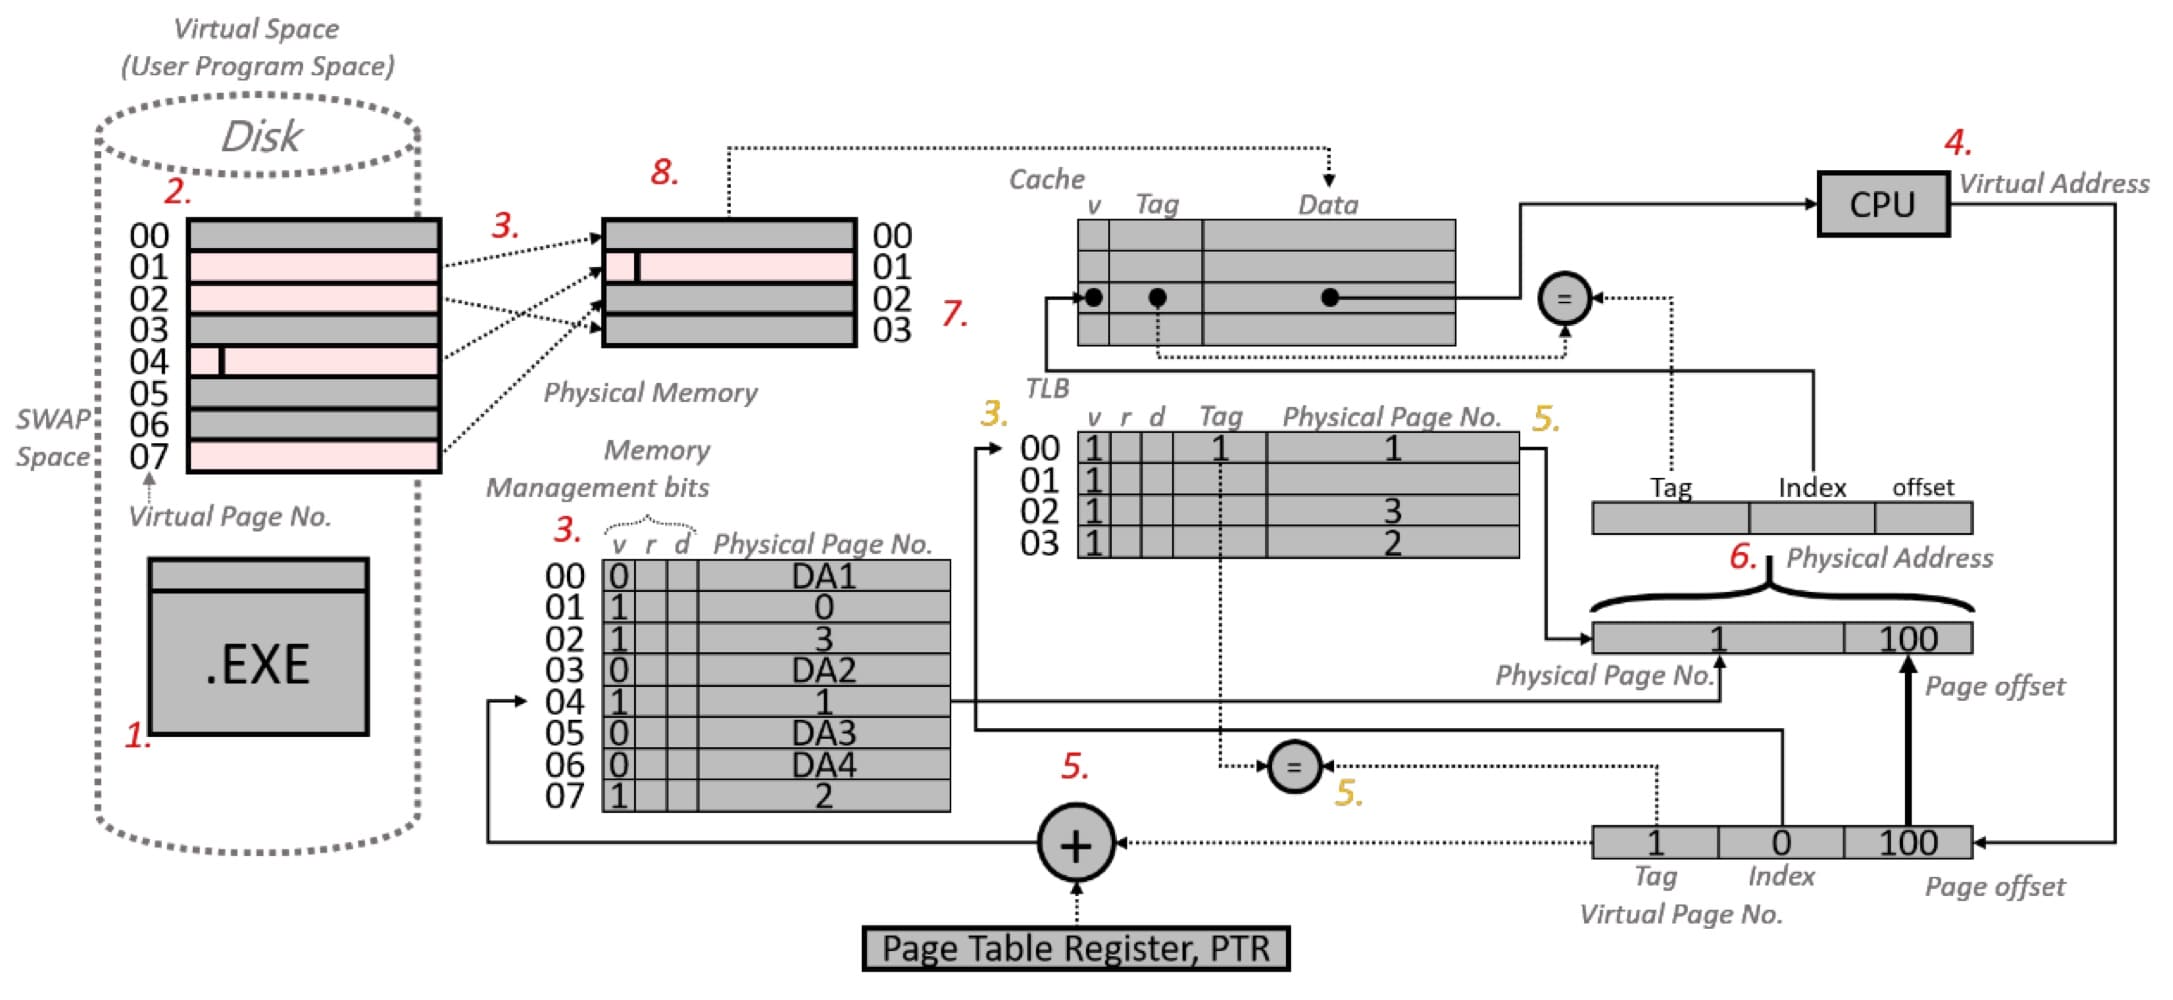 Virtual Space
(User Program Space)
Disk
2.
00
01
02
03
04
05
06
07
SWAP
Space
Virtual Page No.
.EXE
1.
3.
8.
00
01
02
03
7.
Physical Memory
Memory
Management bits
3.
v r d Physical Page No.
00 0 DA1
01 1 0
02 1 3
03 0 DA2
04 1 1
05 0 DA3
06 0 DA4
07 1 2
Cache
v Tag Data
=
CPU
4.
Virtual Address
TLB
3.
v r d Tag Physical Page No.
5.
00 1 1 1
01 1
02 1 3
03 1 2
Tag Index offset
6. Physical Address
1 100
Physical Page No.
Page offset
=
5.
5.
+
1 0 100
Tag Index
Page offset
Virtual Page No.
Page Table Register, PTR